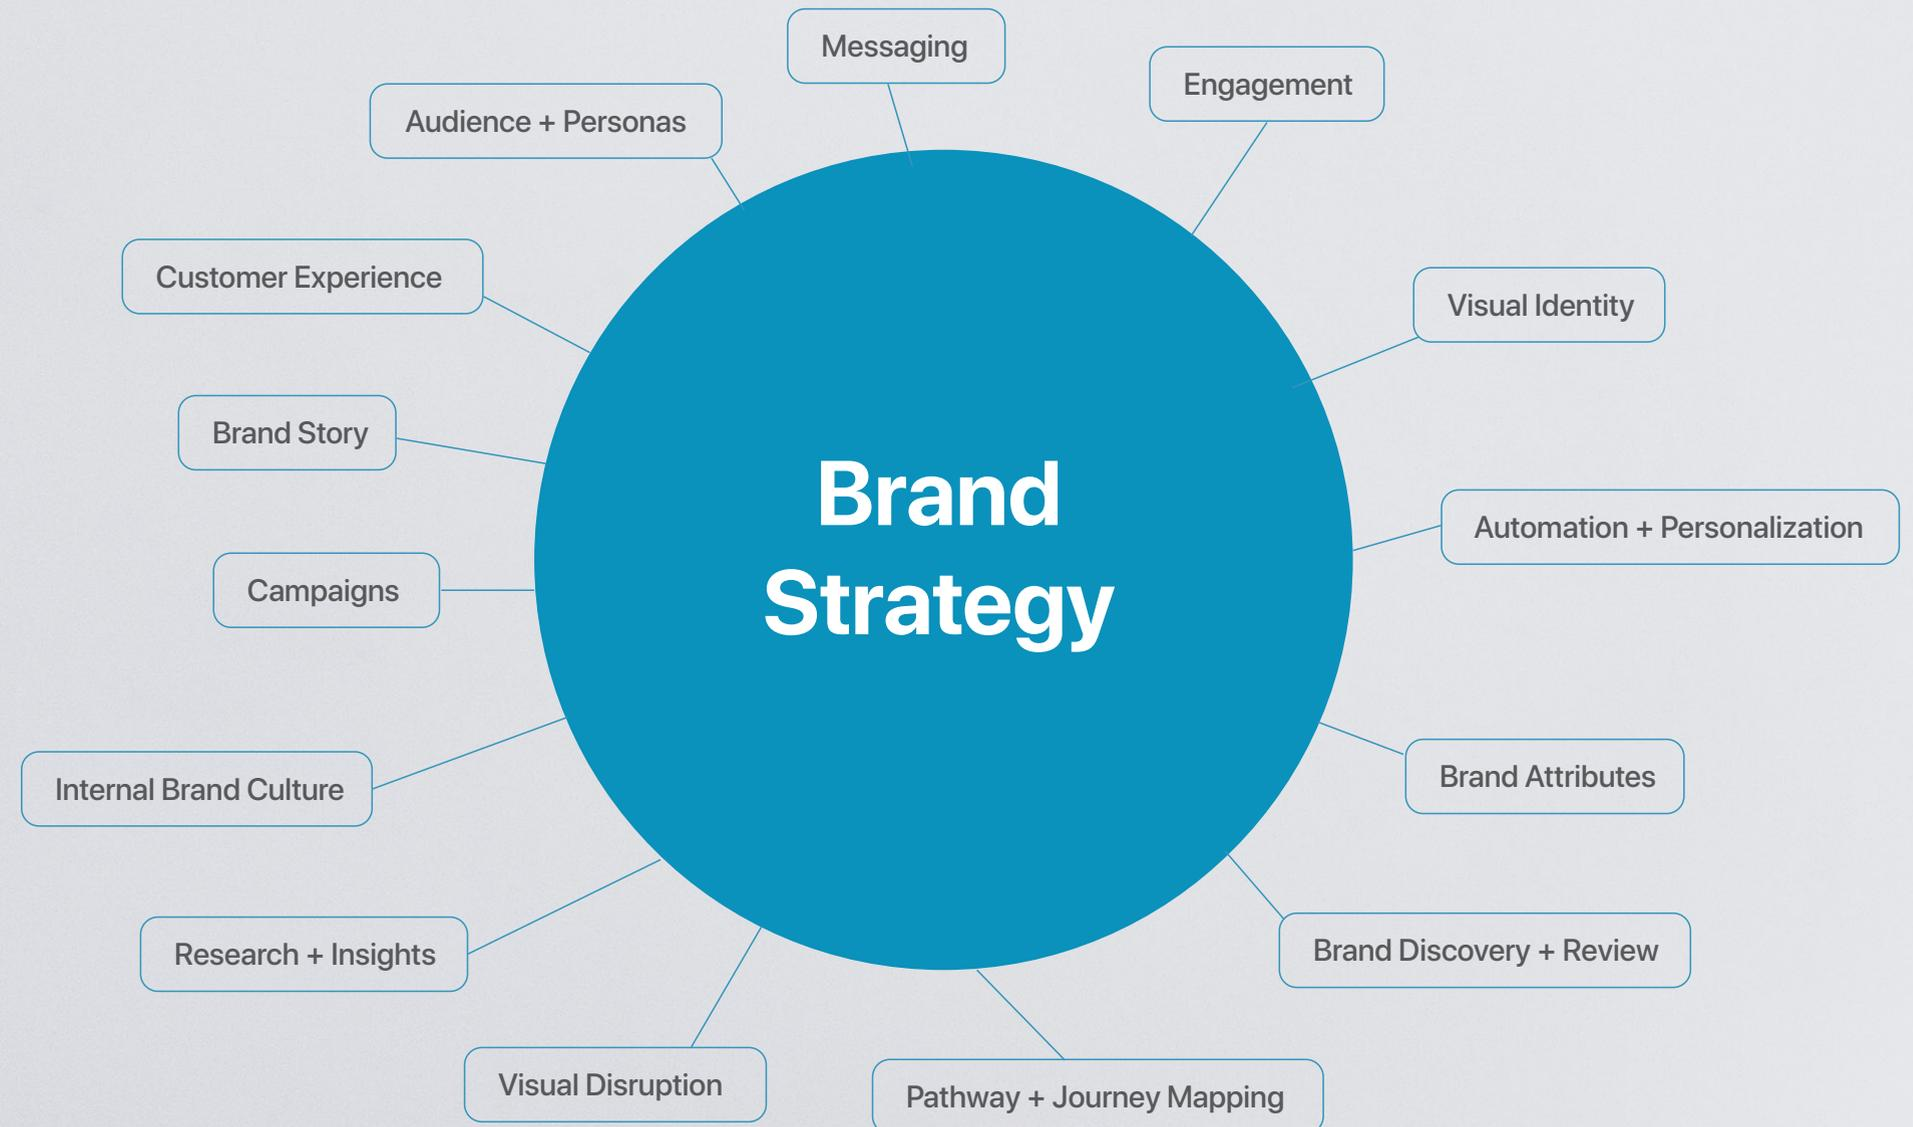 Messaging
Engagement
Audience + Personas
Customer Experience
Visual Identity
Brand Story
Brand
Strategy
Automation + Personalization
Campaigns
Internal Brand Culture
Brand Attributes
Research + Insights
Brand Discovery + Review
Visual Disruption
Pathway + Journey Mapping